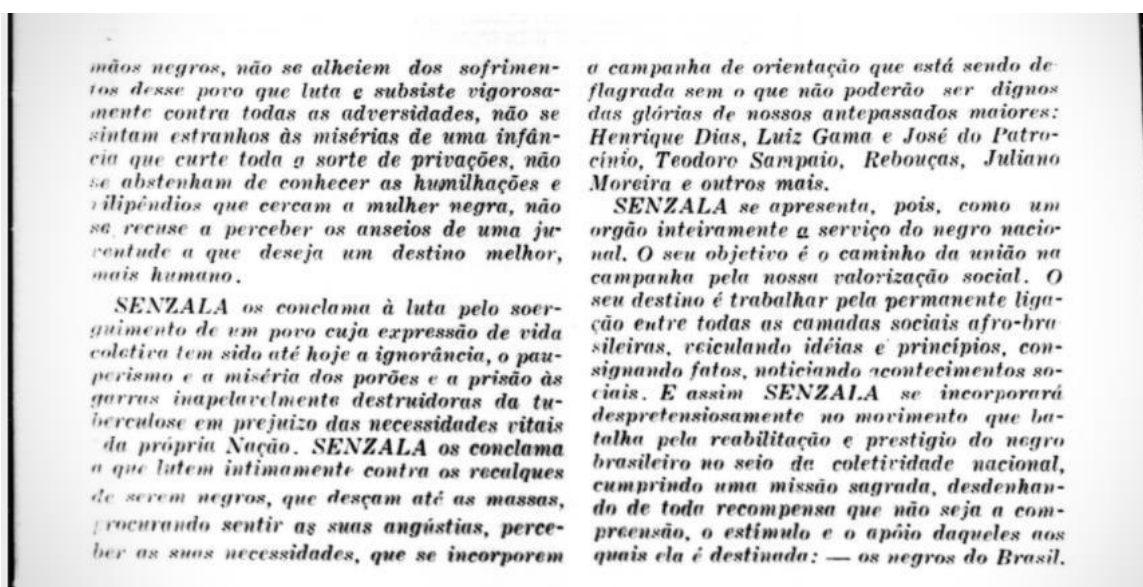 mãos negros, não se alheiem dos sofrimen-
tos desse povo que luta e subsiste vigorosa-
mente contra todas as adversidades, não se
sintam estranhos às misérias de uma infân-
cia que curte toda a sorte de privações, não
se abstenham de conhecer as humilhações e
vilipêndios que cercam a mulher negra, não
se recuse a perceber os anseios de uma ju-
ventude a que deseja um destino melhor,
mais humano.
SENZALA os conclama à luta pelo soer-
guimento de um povo cuja expressão de vida
coletiva tem sido até hoje a ignorância, o pau-
perismo e a miséria dos porões e a prisão às
garras inapelavelmente destruidoras da tu-
berculose em prejuizo das necessidades vitais
da própria Nação. SENZALA os conclama
a que lutem intimamente contra os recalques
de serem negros, que desçam até as massas,
procurando sentir as suas angústias, perce-
ber as suas necessidades, que se incorporem
a campanha de orientação que está sendo de-
flagrada sem o que não poderão ser dignos
das glórias de nossos antepassados maiores:
Henrique Dias, Luiz Gama e José do Patro-
cínio, Teodoro Sampaio, Rebouças, Juliano
Moreira e outros mais.
SENZALA se apresenta, pois, como um
orgão inteiramente a serviço do negro nacio-
nal. O seu objetivo é o caminho da união na
campanha pela nossa valorização social. O
seu destino é trabalhar pela permanente liga-
ção entre todas as camadas sociais afro-bra-
sileiras, veiculando idéias e princípios, con-
signando fatos, noticiando acontecimentos so-
ciais. E assim SENZALA se incorporará
despretensiosamente no movimento que ba-
talha pela reabilitação e prestigio do negro
brasileiro no seio da coletividade nacional,
cumprindo uma missão sagrada, desdenhan-
do de toda recompensa que não seja a com-
preensão, o estímulo e o apôio daqueles aos
quais ela é destinada: — os negros do Brasil.